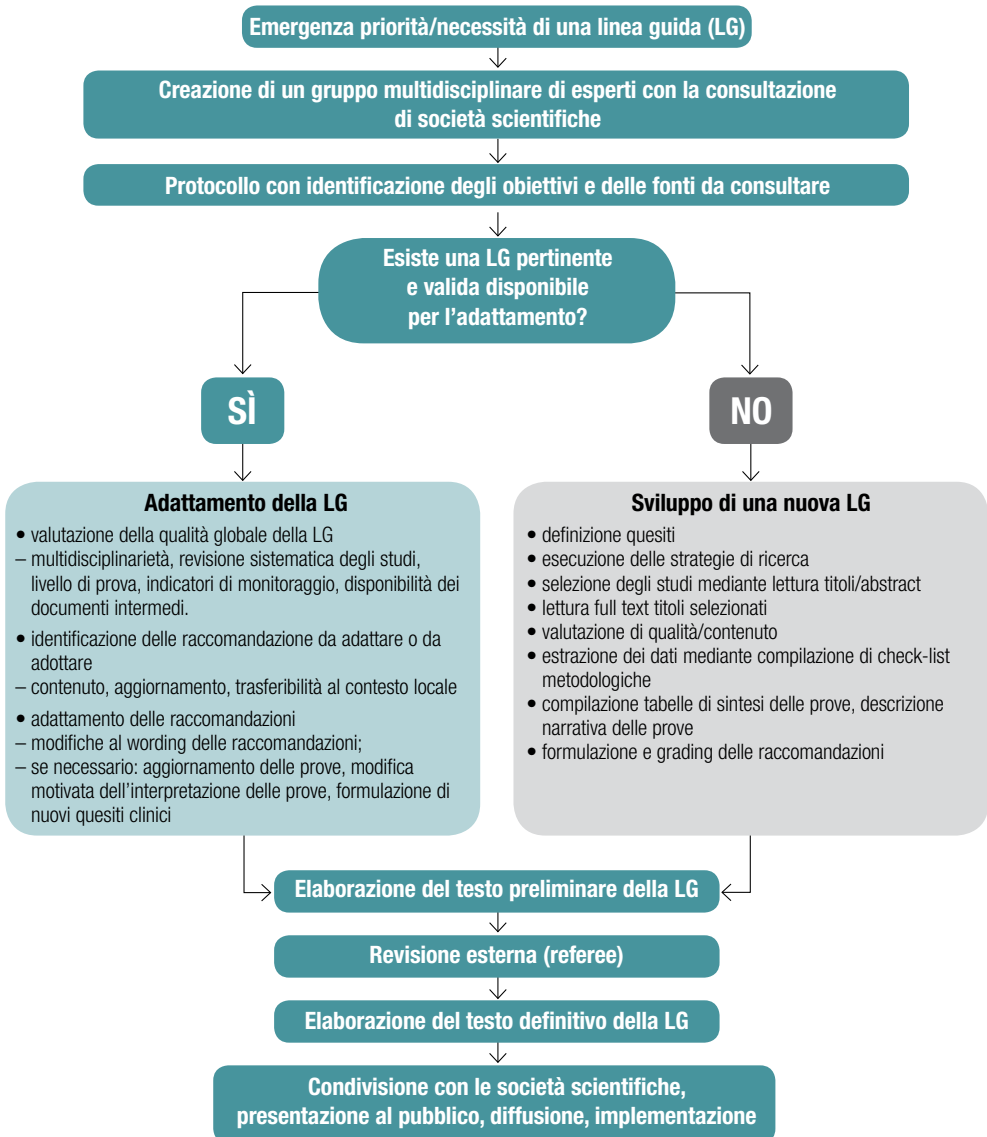 Emergenza priorità/necessità di una linea guida (LG)
Creazione di un gruppo multidisciplinare di esperti con la consultazione
di società scientifiche
Protocollo con identificazione degli obiettivi e delle fonti da consultare
Esiste una LG pertinente
e valida disponibile
per l'adattamento?
SÌ
NO
Adattamento della LG
• valutazione della qualità globale della LG
– multidisciplinarietà, revisione sistematica degli studi,
livello di prova, indicatori di monitoraggio, disponibilità dei
documenti intermedi.
• identificazione delle raccomandazione da adattare o da
adottare
– contenuto, aggiornamento, trasferibilità al contesto locale
• adattamento delle raccomandazioni
– modifiche al wording delle raccomandazioni;
– se necessario: aggiornamento delle prove, modifica
motivata dell'interpretazione delle prove, formulazione di
nuovi quesiti clinici
Sviluppo di una nuova LG
• definizione quesiti
• esecuzione delle strategie di ricerca
• selezione degli studi mediante lettura titoli/abstract
• lettura full text titoli selezionati
• valutazione di qualità/contenuto
• estrazione dei dati mediante compilazione di check-list
metodologiche
• compilazione tabelle di sintesi delle prove, descrizione
narrativa delle prove
• formulazione e grading delle raccomandazioni
Elaborazione del testo preliminare della LG
Revisione esterna (referee)
Elaborazione del testo definitivo della LG
Condivisione con le società scientifiche,
presentazione al pubblico, diffusione, implementazione